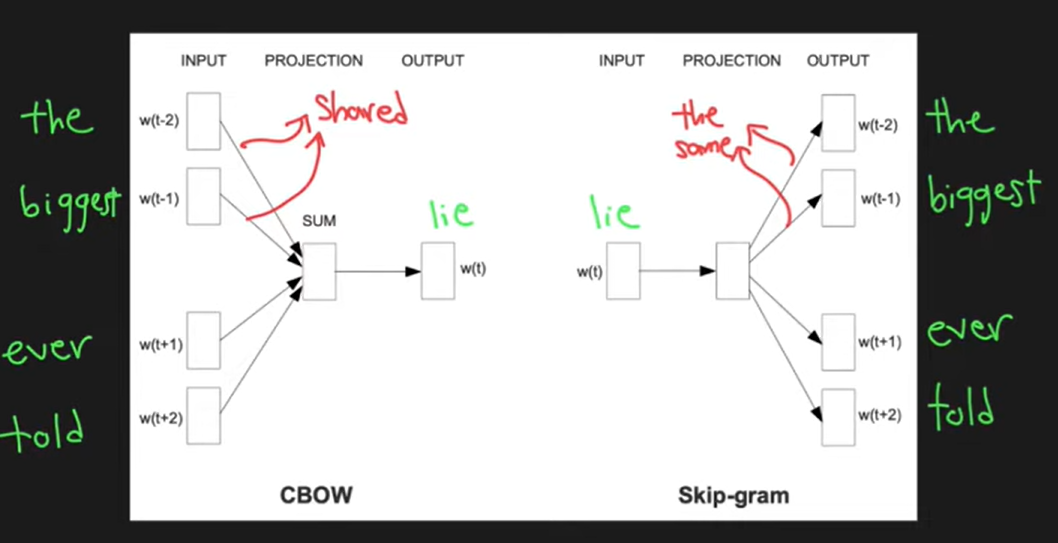 INPUT PROJECTION OUTPUT INPUT PROJECTION OUTPUT
the w(t-2) Shared the w(t-2) the
same
biggest w(t-1) w(t-1) biggest
SUM lie lie
w(t) w(t)
ever w(t+1) w(t+1) ever
told w(t+2) w(t+2) told
CBOW Skip-gram